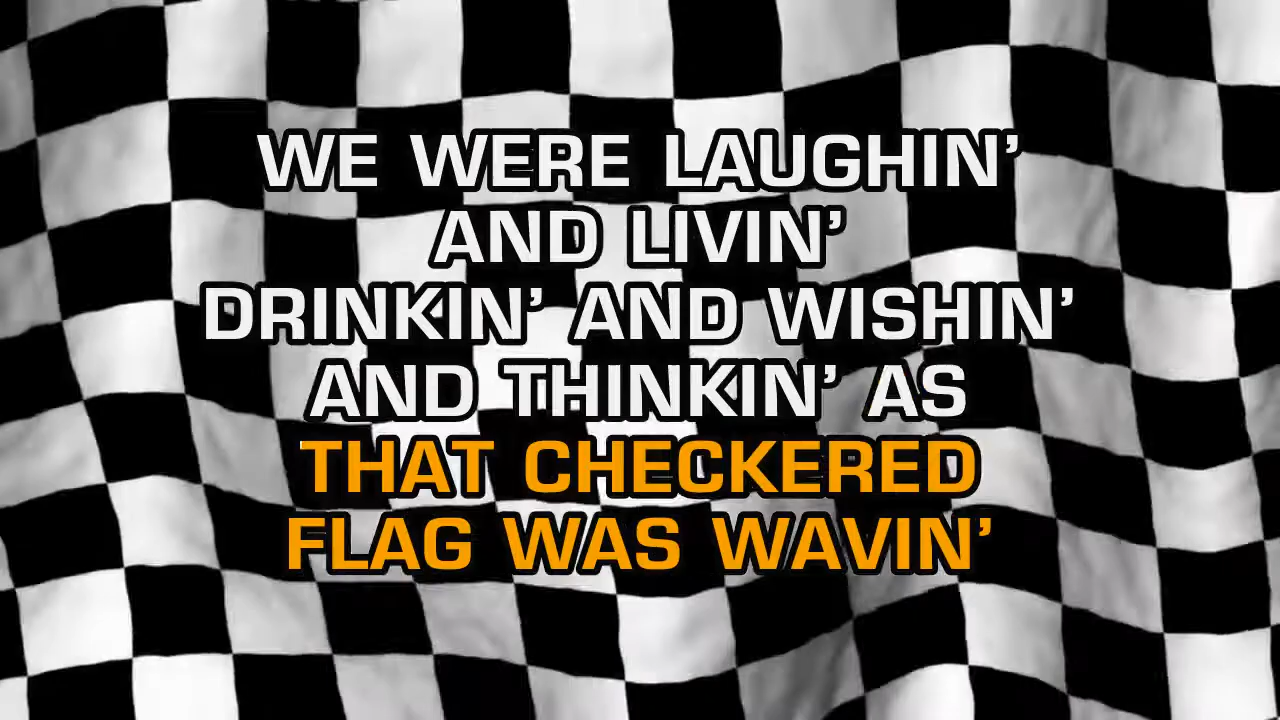 WE WERE LAUGHIN'
AND LIVIN'
DRINKIN' AND WISHIN'
AND THINKIN' AS
THAT CHECKERED
FLAG WAS WAVIN'